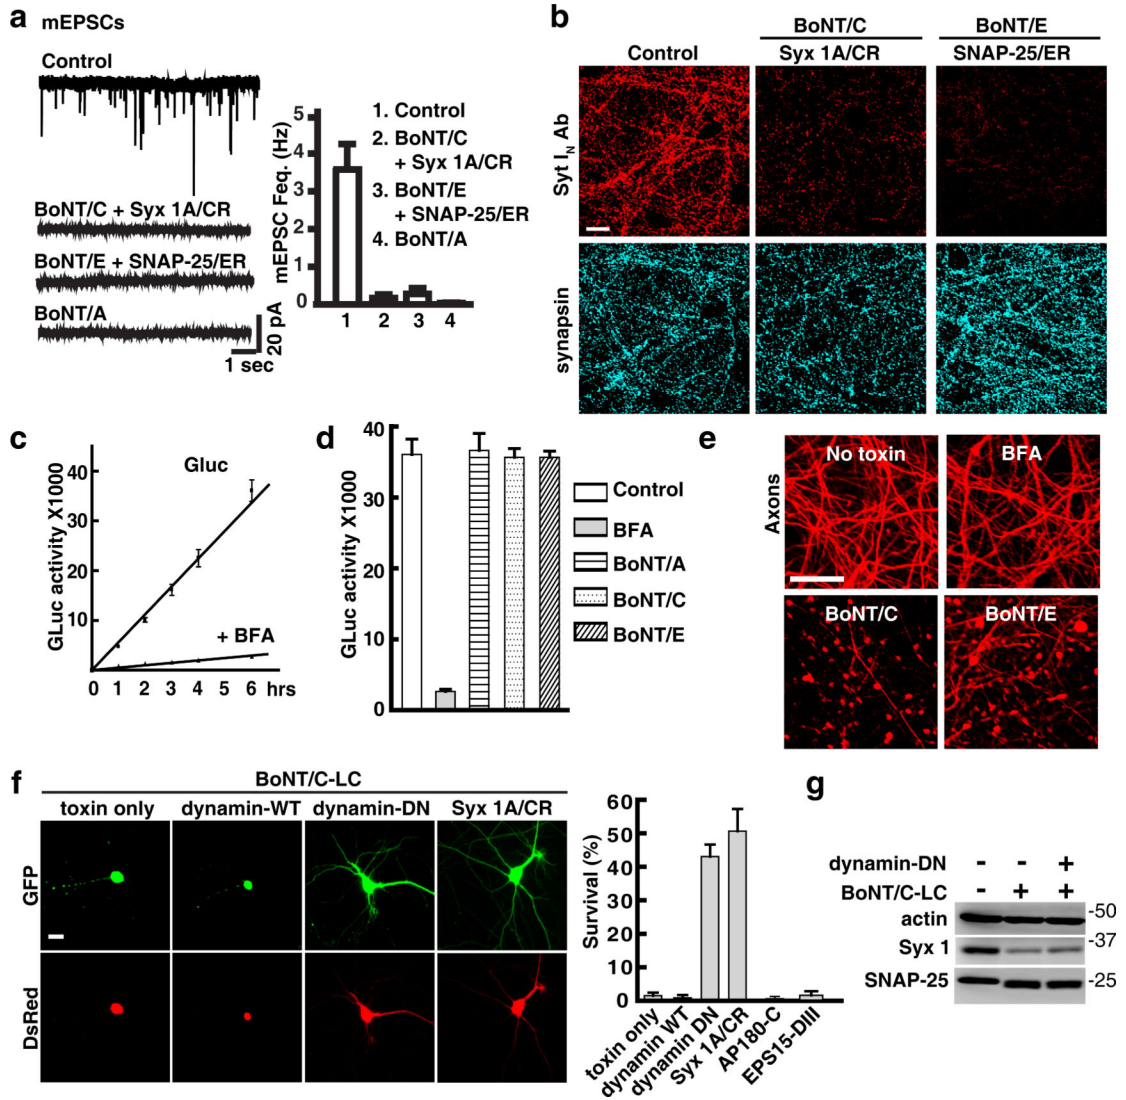 a mEPSCs
Control
BoNT/C + Syx 1A/CR
BoNT/E + SNAP-25/ER
BoNT/A
20 pA
1 sec
mEPSC Feq. (Hz)
5
4
3
2
1
0
1 2 3 4
1. Control
2. BoNT/C
+ Syx 1A/CR
3. BoNT/E
+ SNAP-25/ER
4. BoNT/A
b
BoNT/C BoNT/E
Control Syx 1A/CR SNAP-25/ER
Syt IN Ab
synapsin
c
GLuc activity X1000
40
30
20
10
Gluc
+ BFA
0 1 2 3 4 6 hrs
d
GLuc activity X1000
40
30
20
10
0
Control
BFA
BoNT/A
BoNT/C
BoNT/E
e
Axons
No toxin BFA
BoNT/C BoNT/E
f
BoNT/C-LC
toxin only dynamin-WT dynamin-DN Syx 1A/CR
GFP
DsRed
Survival (%)
60
50
40
30
20
10
0
toxin only
dynamin WT
dynamin DN
Syx 1A/CR
AP180-C
EPS15-DIII
g
dynamin-DN - - +
BoNT/C-LC - + +
actin -50
Syx 1 -37
SNAP-25 -25